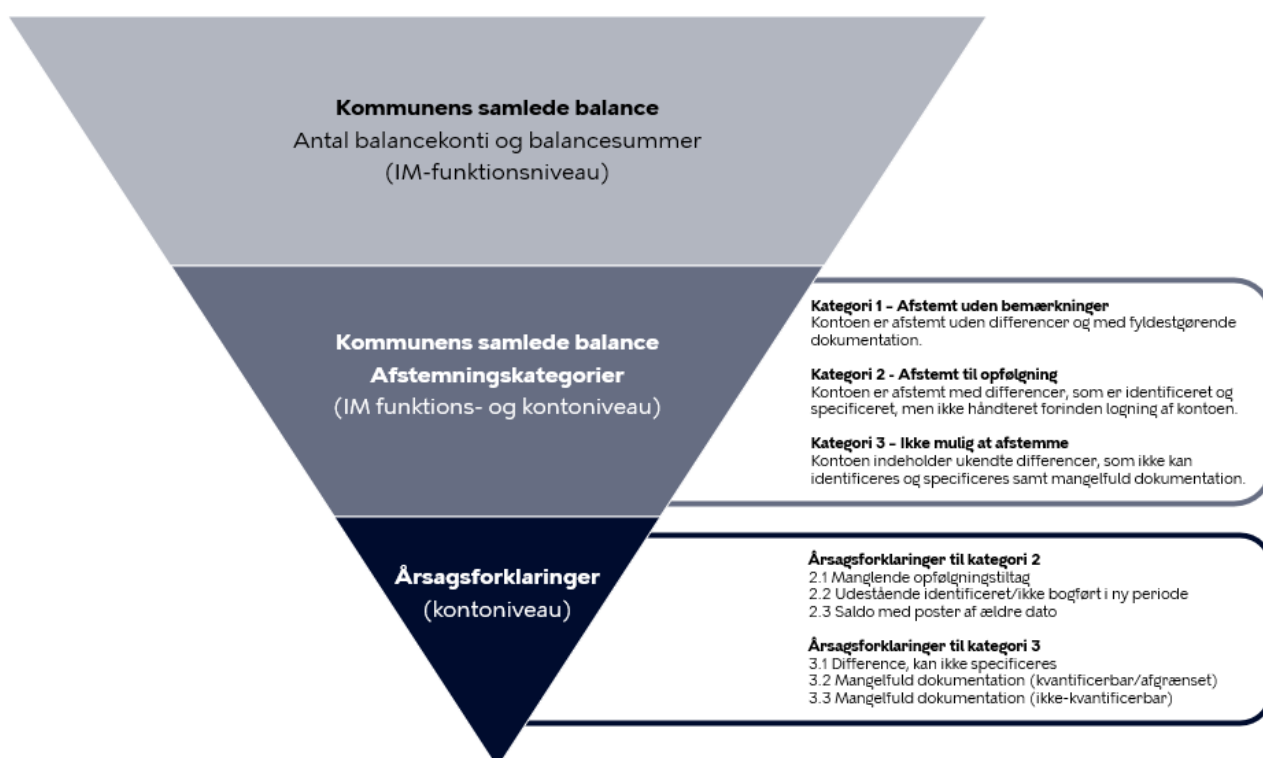 Kommunens samlede balance
Antal balancekonti og balancesummer
(IM-funktionsniveau)
Kommunens samlede balance
Afstemningskategorier
(IM funktions- og kontoniveau)
Kategori 1 – Afstemt uden bemærkninger
Kontoen er afstemt uden differencer og med fyldestgørende
dokumentation.
Kategori 2 - Afstemt til opfølgning
Kontoen er afstemt med differencer, som er identificeret og
specificeret, men ikke håndteret forinden logning af kontoen.
Kategori 3 – Ikke mulig at afstemme
Kontoen indeholder ukendte differencer, som ikke kan
identificeres og specificeres samt mangelfuld dokumentation.
Årsagsforklaringer
(kontoniveau)
Årsagsforklaringer til kategori 2
2.1 Manglende opfølgningstiltag
2.2 Udestående identificeret/ikke bogført i ny periode
2.3 Saldo med poster af ældre dato
Årsagsforklaringer til kategori 3
3.1 Difference, kan ikke specificeres
3.2 Mangelfuld dokumentation (kvantificerbar/afgrænset)
3.3 Mangelfuld dokumentation (ikke-kvantificerbar)